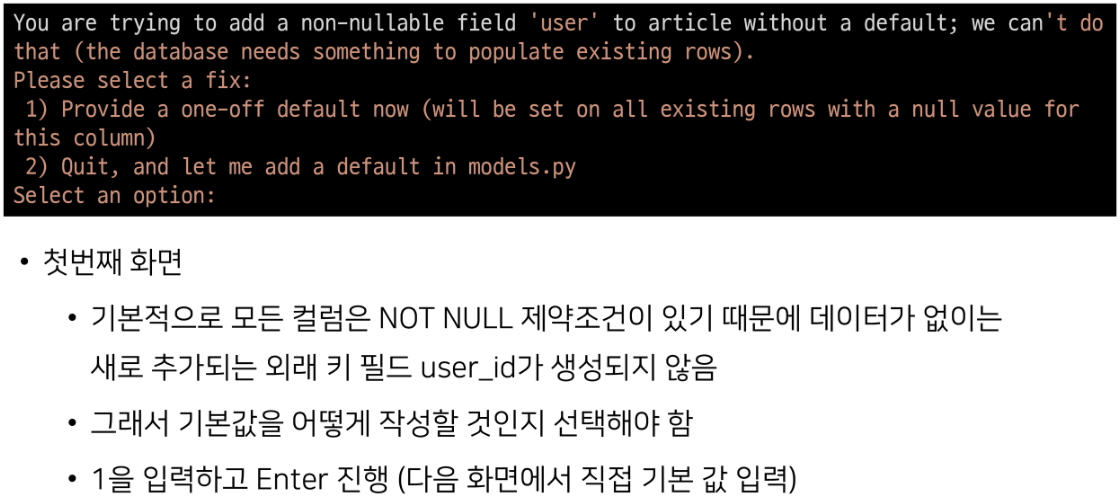 You are trying to add a non-nullable field 'user' to article without a default; we can't do
that (the database needs something to populate existing rows).
Please select a fix:
1) Provide a one-off default now (will be set on all existing rows with a null value for
this column)
2) Quit, and let me add a default in models.py
Select an option:
• 첫번째 화면
• 기본적으로 모든 컬럼은 NOT NULL 제약조건이 있기 때문에 데이터가 없이는
새로 추가되는 외래 키 필드 user_id가 생성되지 않음
• 그래서 기본값을 어떻게 작성할 것인지 선택해야 함
• 1을 입력하고 Enter 진행 (다음 화면에서 직접 기본 값 입력)